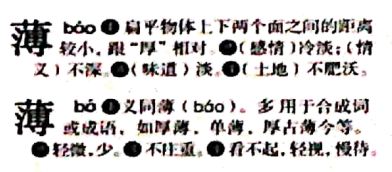 薄 báo ❶扁平物体上下两个面之间的距离
较小,跟“厚”相对。❷(感情)冷淡;(情
义)不深。❸(味道)淡。❹(土地)不肥沃。
薄 bó ❶义同薄(báo)。多用于合成词
或成语,如厚薄、单薄、厚古薄今等。
❷轻微,少。❸不庄重。❹看不起,轻视,慢待。